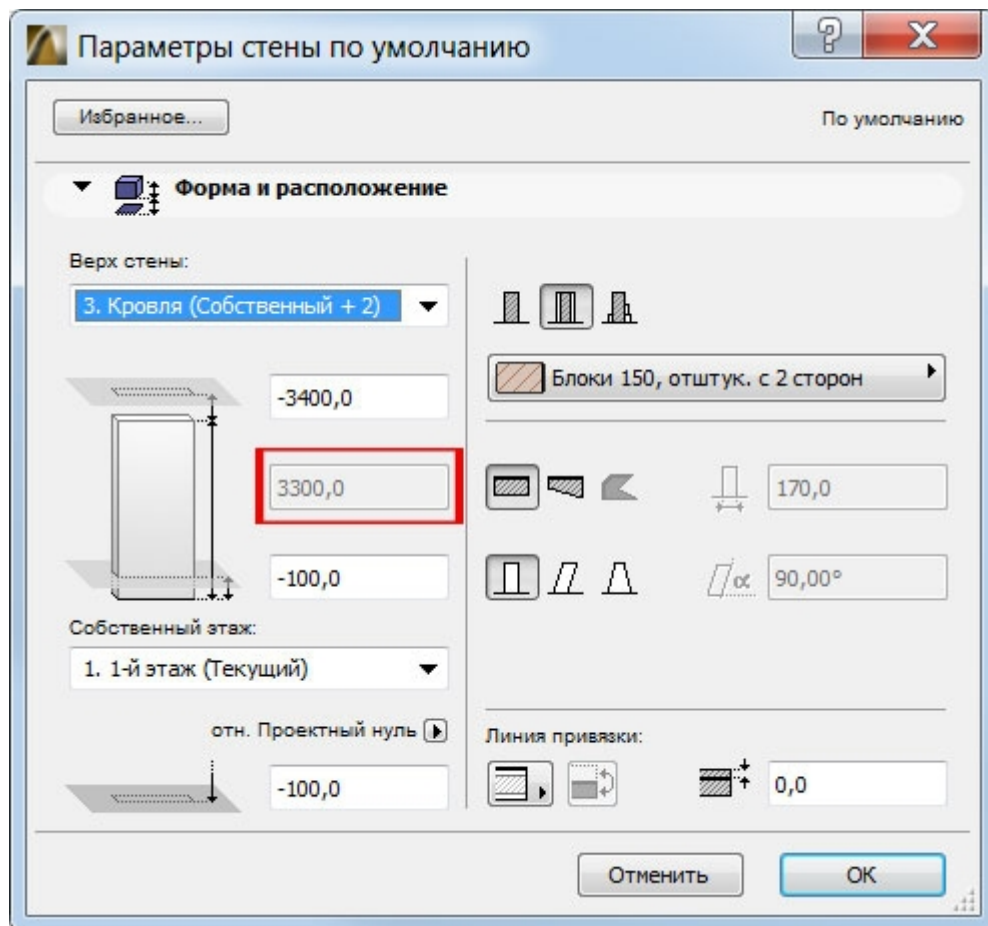 Параметры стены по умолчанию
Избранное...
По умолчанию
Форма и расположение
Верх стены:
3. Кровля (Собственный + 2)
-3400,0
3300,0
-100,0
Собственный этаж:
1. 1-й этаж (Текущий)
отн. Проектный нуль
-100,0
Блоки 150, отштук. с 2 сторон
170,0
α
90,00°
Линия привязки:
0,0
Отменить
ОК